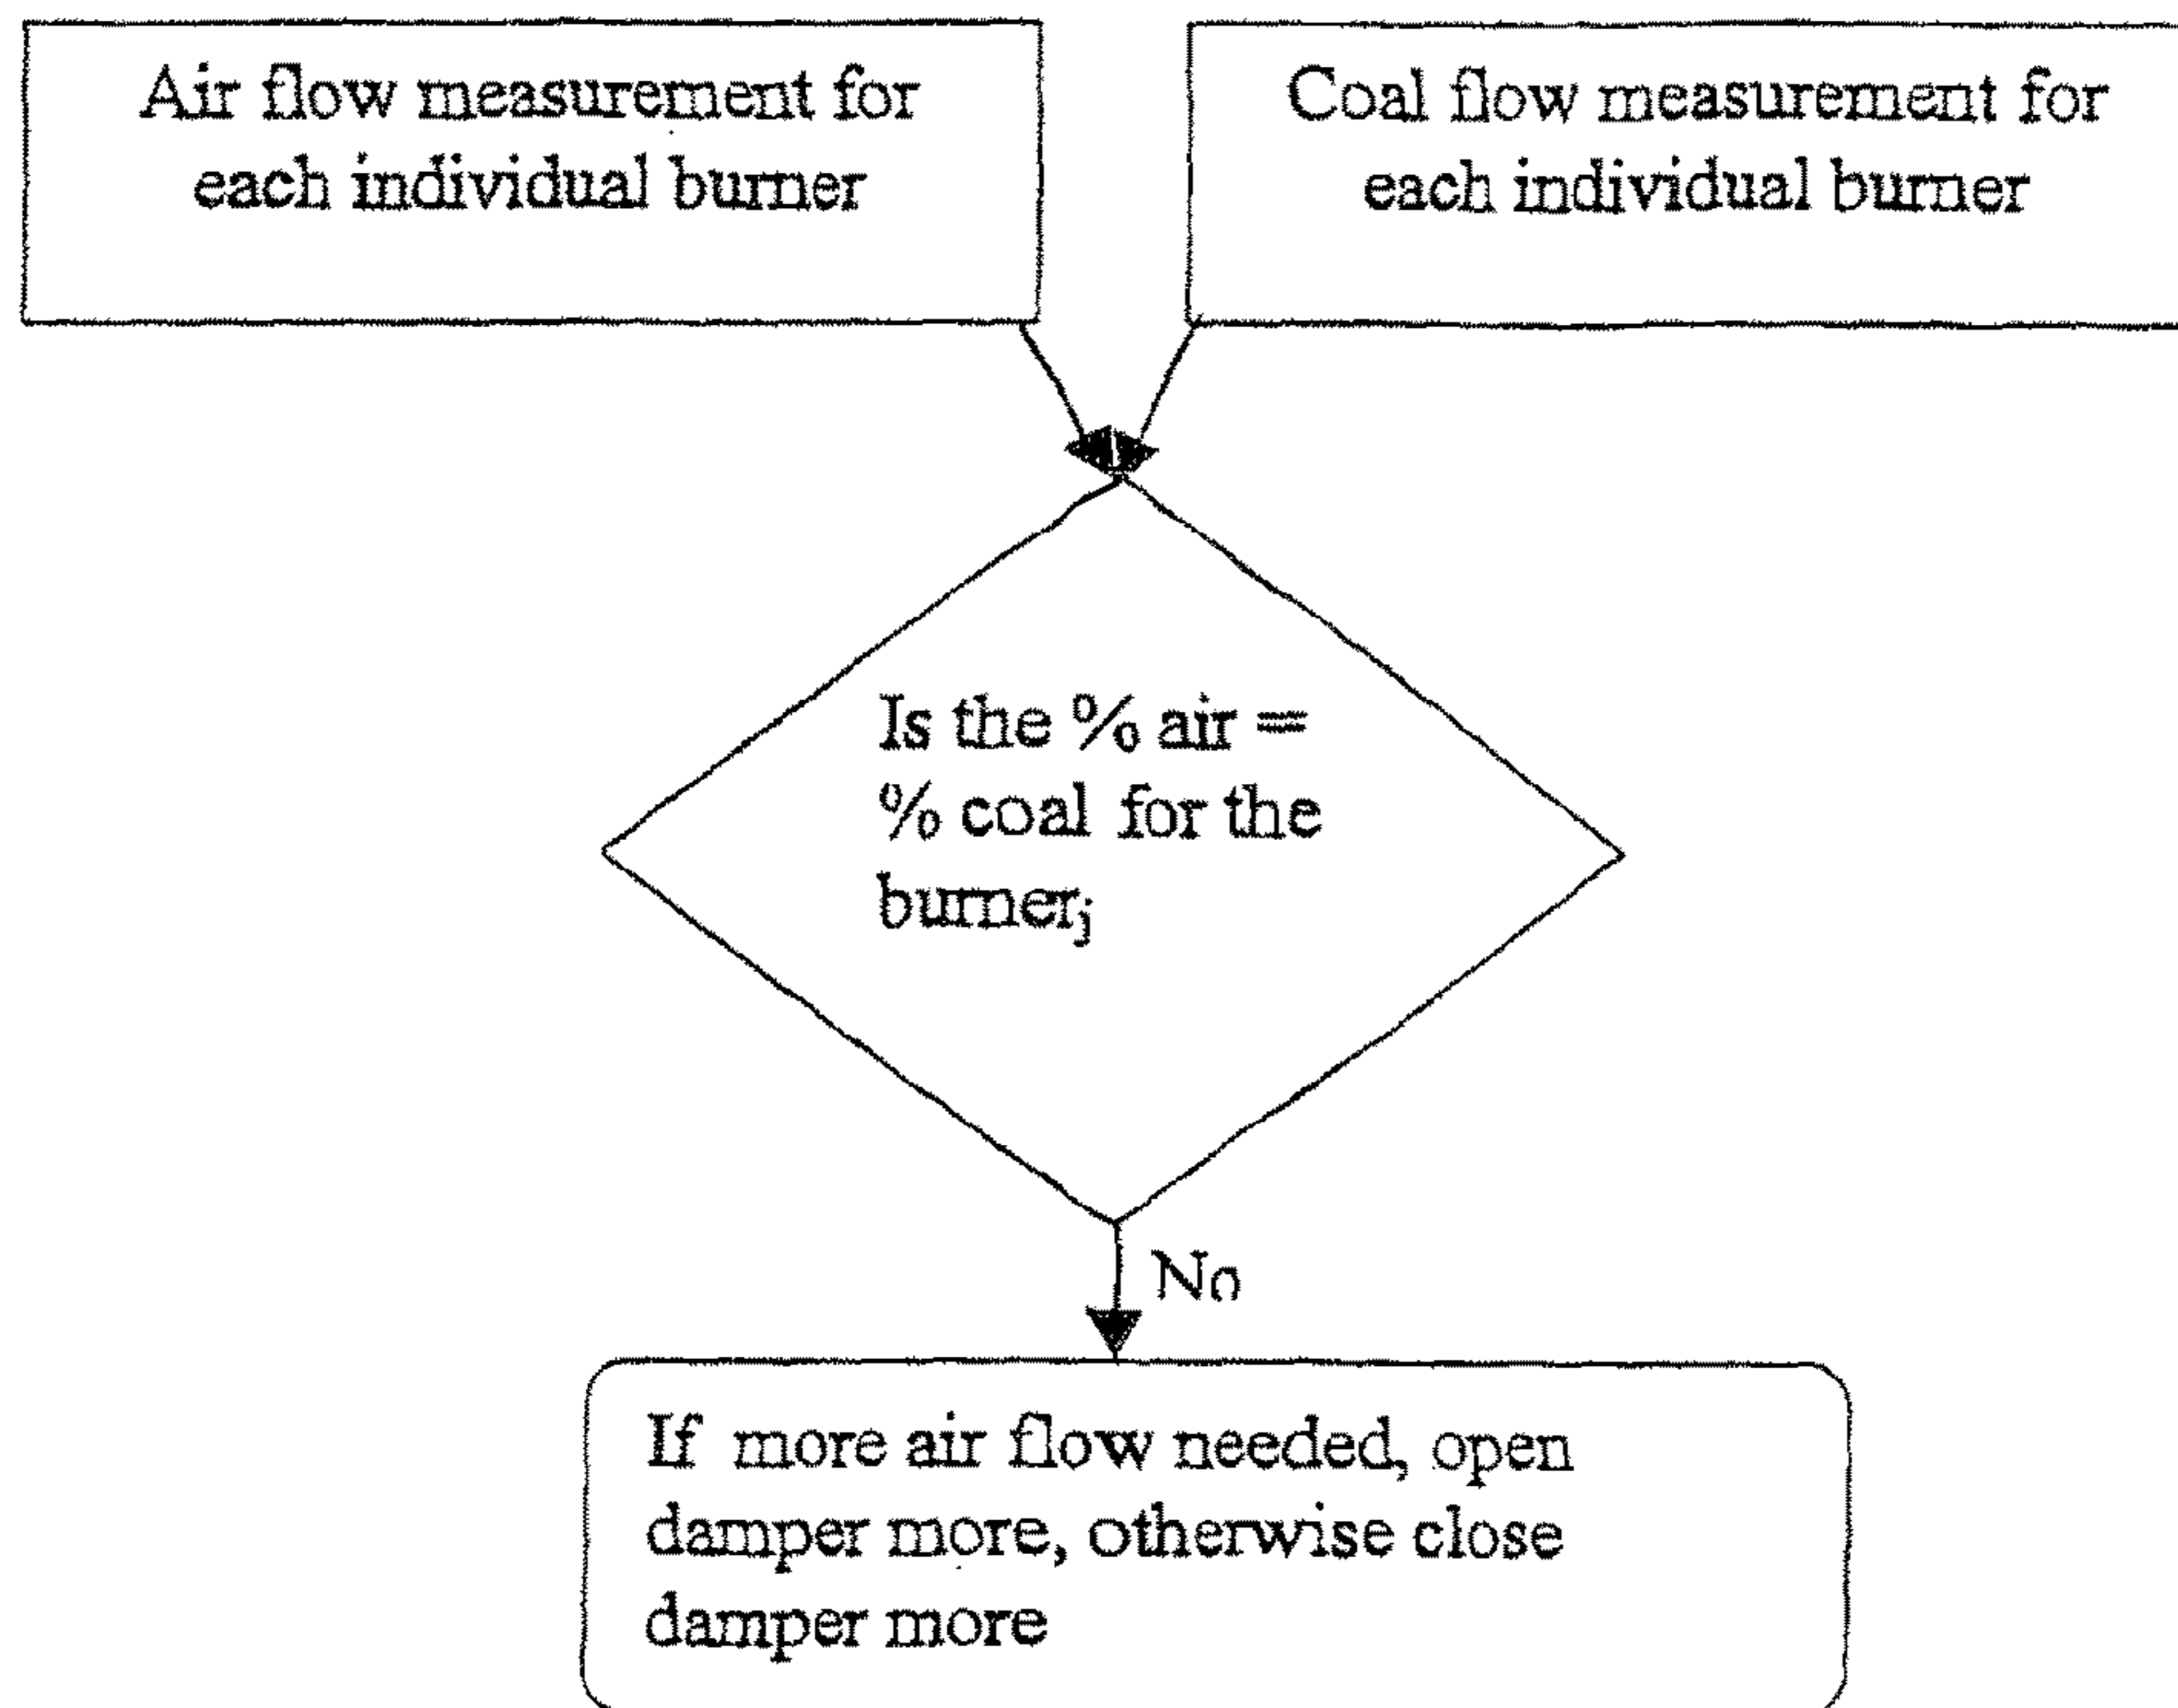 Air flow measurement for
each individual burner
Coal flow measurement for
each individual burner
Is the % air =
% coal for the
burnerj
No
If more air flow needed, open
damper more, otherwise close
damper more